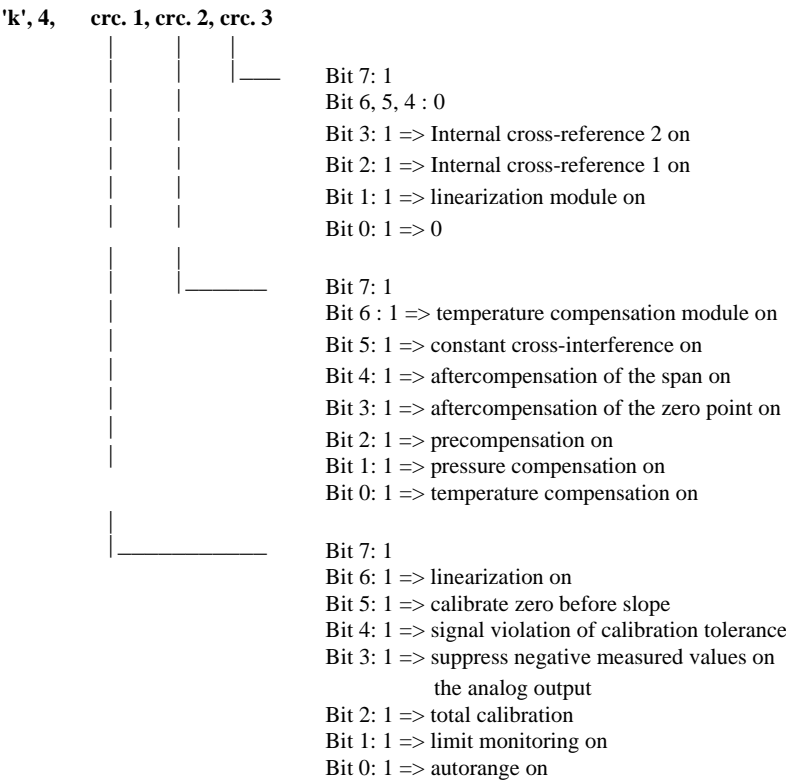 'k', 4, crc. 1, crc. 2, crc. 3
Bit 7: 1
Bit 6, 5, 4 : 0
Bit 3: 1 => Internal cross-reference 2 on
Bit 2: 1 => Internal cross-reference 1 on
Bit 1: 1 => linearization module on
Bit 0: 1 => 0
Bit 7: 1
Bit 6 : 1 => temperature compensation module on
Bit 5: 1 => constant cross-interference on
Bit 4: 1 => aftercompensation of the span on
Bit 3: 1 => aftercompensation of the zero point on
Bit 2: 1 => precompensation on
Bit 1: 1 => pressure compensation on
Bit 0: 1 => temperature compensation on
Bit 7: 1
Bit 6: 1 => linearization on
Bit 5: 1 => calibrate zero before slope
Bit 4: 1 => signal violation of calibration tolerance
Bit 3: 1 => suppress negative measured values on
the analog output
Bit 2: 1 => total calibration
Bit 1: 1 => limit monitoring on
Bit 0: 1 => autorange on